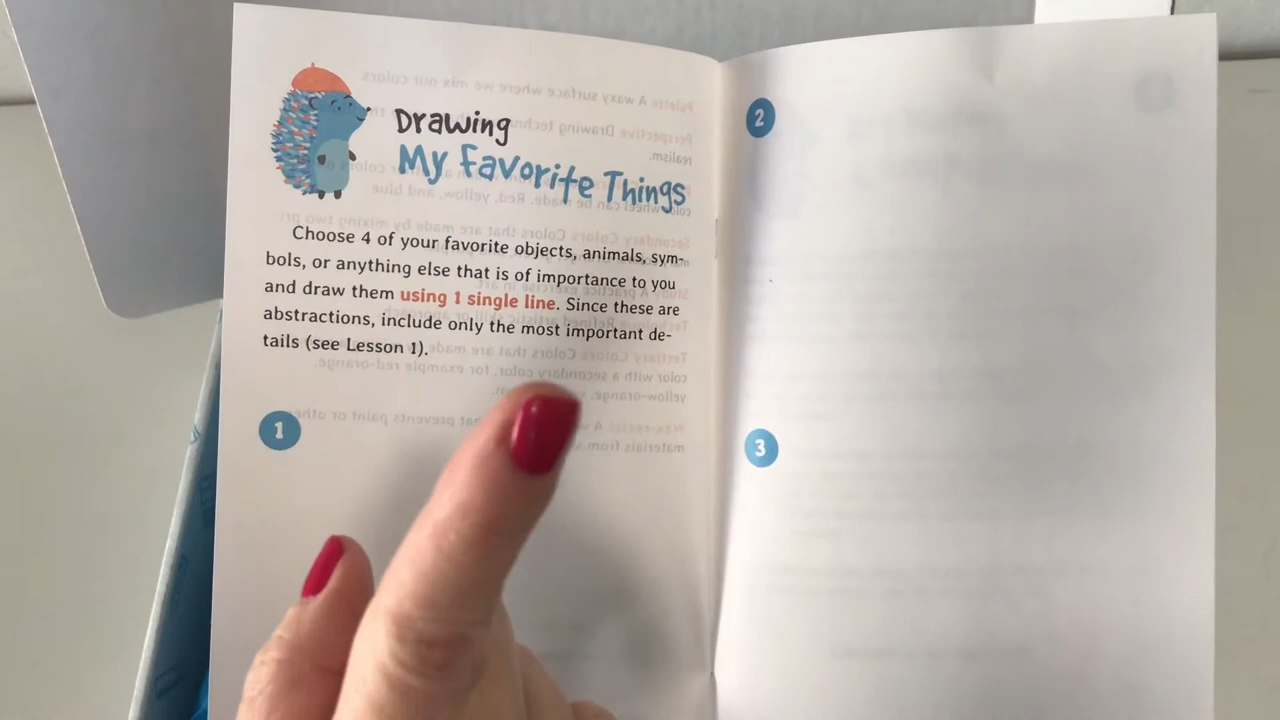 Drawing
My Favorite Things
Choose 4 of your favorite objects, animals, sym-
bols, or anything else that is of importance to you
and draw them using 1 single line. Since these are
abstractions, include only the most important de-
tails (see Lesson 1).
1
2
3